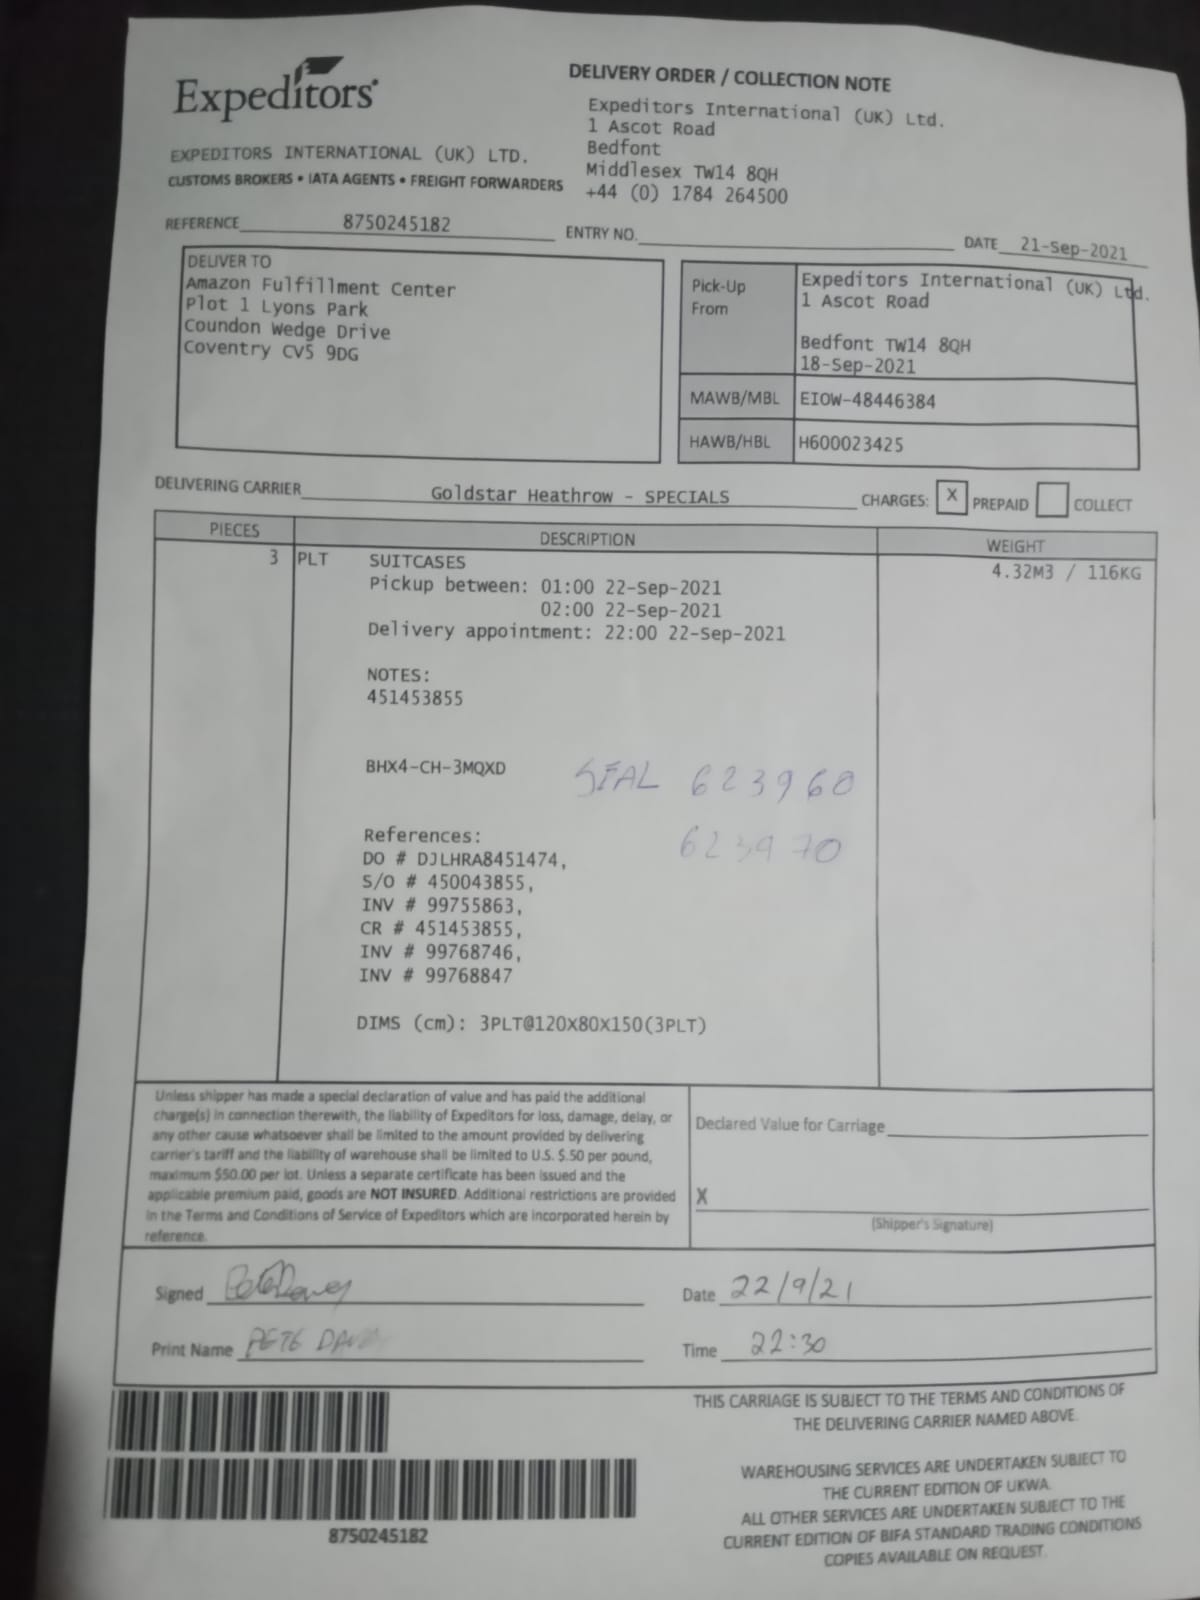 Expeditors
DELIVERY ORDER / COLLECTION NOTE
Expeditors International (UK) Ltd.
1 Ascot Road
Bedfont
Middlesex TW14 8QH
+44 (0) 1784 264500
EXPEDITORS INTERNATIONAL (UK) LTD.
CUSTOMS BROKERS • IATA AGENTS • FREIGHT FORWARDERS
REFERENCE 8750245182 ENTRY NO. DATE 21-Sep-2021
DELIVER TO
Amazon Fulfillment Center
Plot 1 Lyons Park
Coundon Wedge Drive
Coventry CV5 9DG
Pick-Up From
Expeditors International (UK) Ltd.
1 Ascot Road
Bedfont TW14 8QH
18-Sep-2021
MAWB/MBL EIOW-48446384
HAWB/HBL H600023425
DELIVERING CARRIER Goldstar Heathrow - SPECIALS CHARGES: X PREPAID COLLECT
PIECES DESCRIPTION WEIGHT
3 PLT SUITCASES 4.32M3 / 116KG
Pickup between: 01:00 22-Sep-2021
02:00 22-Sep-2021
Delivery appointment: 22:00 22-Sep-2021
NOTES:
451453855
BHX4-CH-3MQXD
SEAL 623960
623970
References:
DO # DJLHRA8451474,
S/O # 450043855,
INV # 99755863,
CR # 451453855,
INV # 99768746,
INV # 99768847
DIMS (cm): 3PLT@120X80X150(3PLT)
Unless shipper has made a special declaration of value and has paid the additional
charge(s) in connection therewith, the liability of Expeditors for loss, damage, delay, or
any other cause whatsoever shall be limited to the amount provided by delivering
carrier's tariff and the liability of warehouse shall be limited to U.S. $.50 per pound,
maximum $50.00 per lot. Unless a separate certificate has been issued and the
applicable premium paid, goods are NOT INSURED. Additional restrictions are provided
in the Terms and Conditions of Service of Expeditors which are incorporated herein by
reference.
Declared Value for Carriage
X
(Shipper's Signature)
Signed
Date 22/9/21
Print Name PETE
Time 22:30
THIS CARRIAGE IS SUBJECT TO THE TERMS AND CONDITIONS OF
THE DELIVERING CARRIER NAMED ABOVE.
WAREHOUSING SERVICES ARE UNDERTAKEN SUBJECT TO
THE CURRENT EDITION OF UKWA.
ALL OTHER SERVICES ARE UNDERTAKEN SUBJECT TO THE
CURRENT EDITION OF BIFA STANDARD TRADING CONDITIONS
COPIES AVAILABLE ON REQUEST.
8750245182